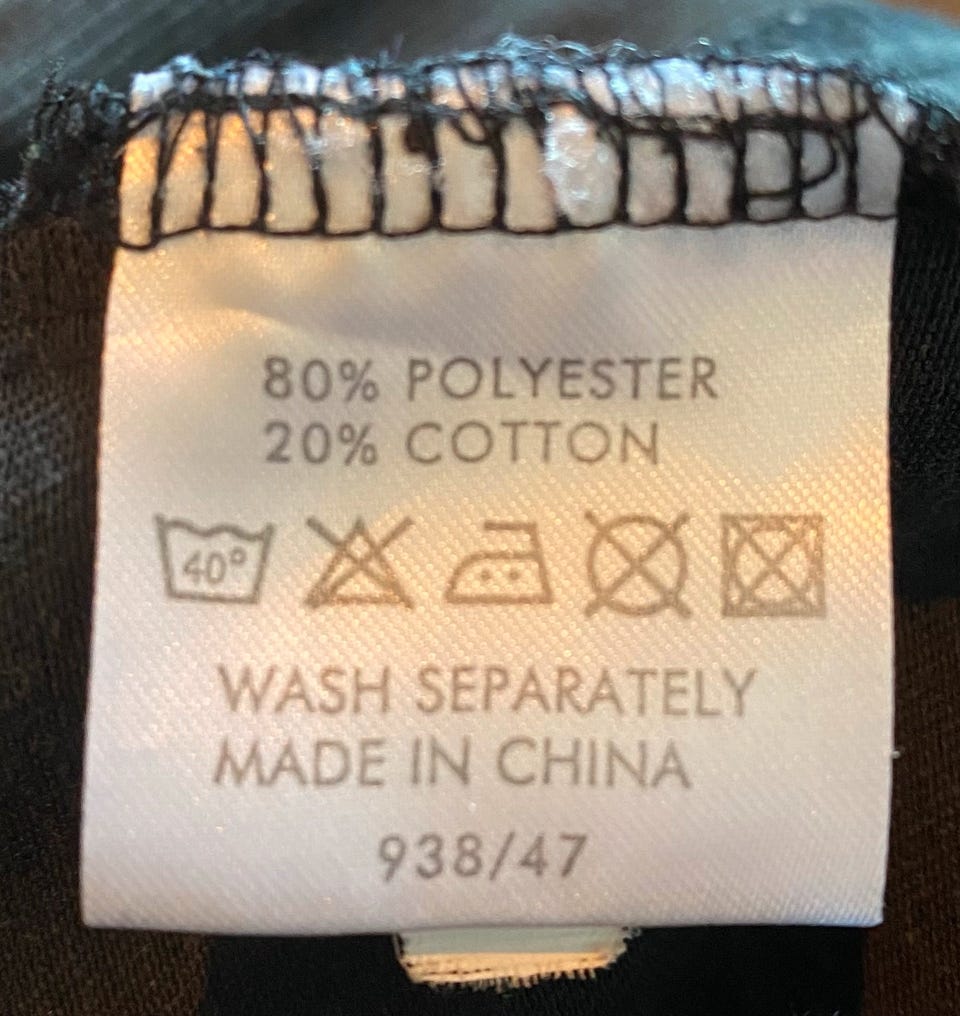 80% POLYESTER
20% COTTON
40°
WASH SEPARATELY
MADE IN CHINA
938/47